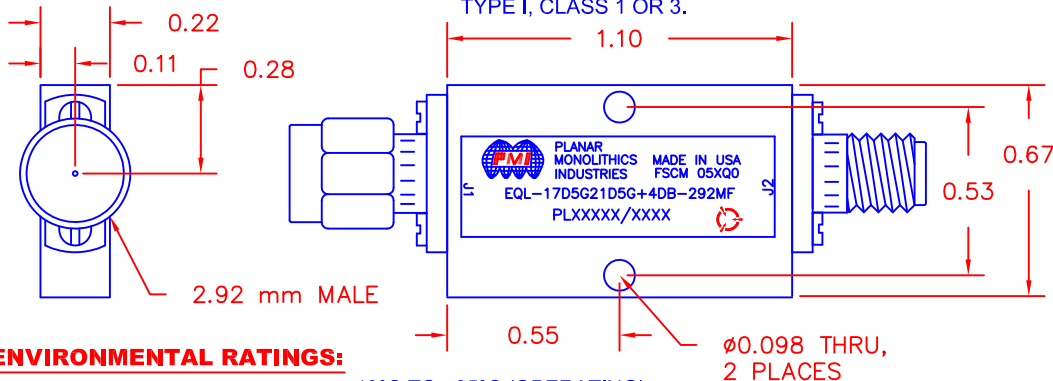 TYPE I, CLASS 1 OR 3.
0.22
1.10
0.11
0.28
PMI
PLANAR
MONOLITHICS MADE IN USA
INDUSTRIES FSCM 05XQ0
EQL-17D5G21D5G+4DB-292MF
PLXXXXX/XXXX
J1
J2
0.67
0.53
2.92 mm MALE
0.55
ø0.098 THRU,
2 PLACES
ENVIRONMENTAL RATINGS: